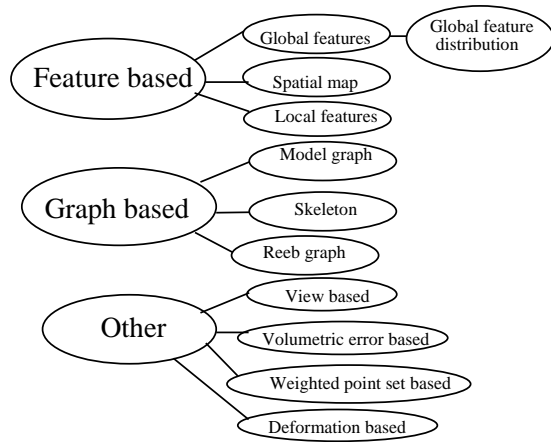 Feature based
Global features
Global feature
distribution
Spatial map
Local features
Graph based
Model graph
Skeleton
Reeb graph
Other
View based
Volumetric error based
Weighted point set based
Deformation based